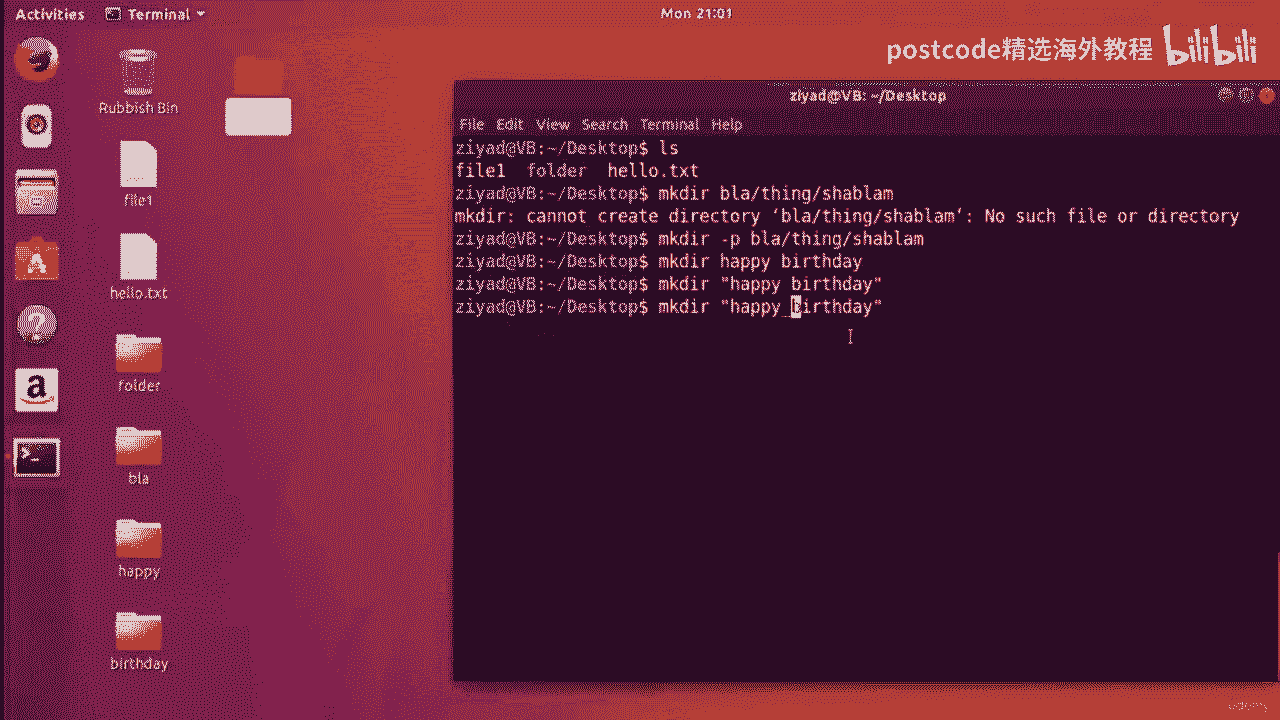 Activities
Terminal
Mon 21:01
postcode精选海外教程 bilibili
Rubbish Bin
file1
hello.txt
folder
bla
happy
birthday
ziyad@VB: ~/Desktop
File Edit View Search Terminal Help
ziyad@VB:~/Desktop$ ls
file1 folder hello.txt
ziyad@VB:~/Desktop$ mkdir bla/thing/shablam
mkdir: cannot create directory ‘bla/thing/shablam’: No such file or directory
ziyad@VB:~/Desktop$ mkdir -p bla/thing/shablam
ziyad@VB:~/Desktop$ mkdir happy birthday
ziyad@VB:~/Desktop$ mkdir "happy birthday"
ziyad@VB:~/Desktop$ mkdir "happy_birthday"
udemy